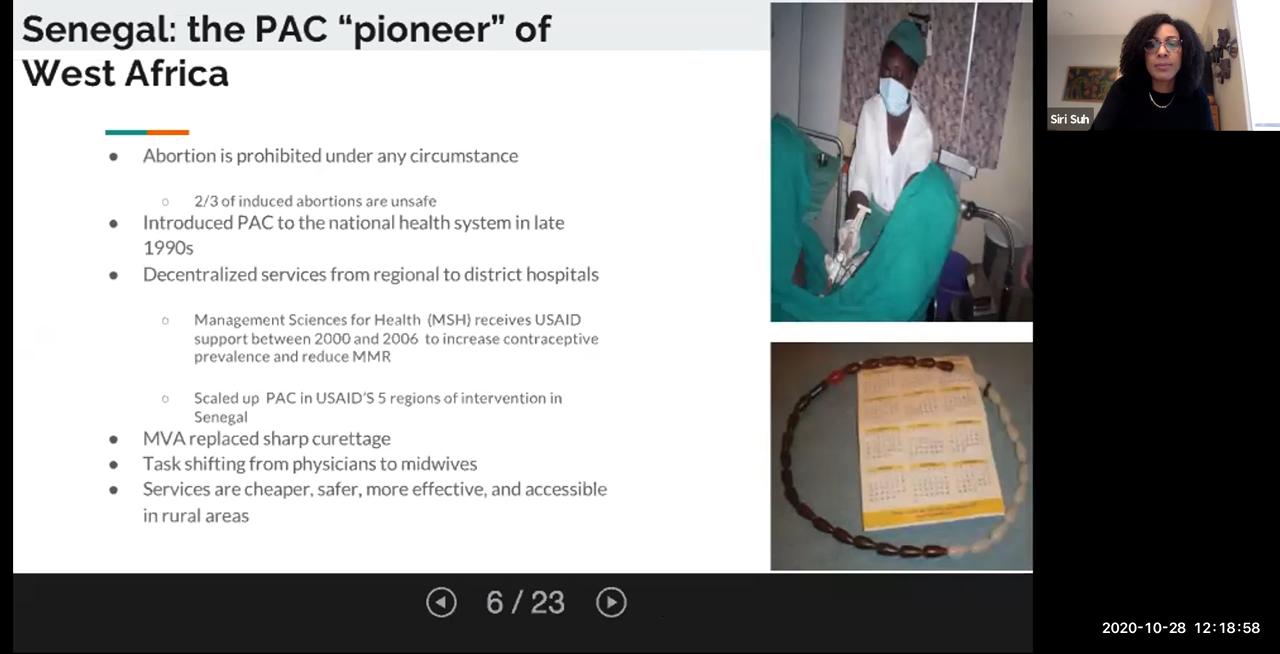 Senegal: the PAC “pioneer” of
West Africa
Abortion is prohibited under any circumstance
2/3 of induced abortions are unsafe
Introduced PAC to the national health system in late
1990s
Decentralized services from regional to district hospitals
Management Sciences for Health (MSH) receives USAID
support between 2000 and 2006 to increase contraceptive
prevalence and reduce MMR
Scaled up PAC in USAID'S 5 regions of intervention in
Senegal
MVA replaced sharp curettage
Task shifting from physicians to midwives
Services are cheaper, safer, more effective, and accessible
in rural areas
6 / 23
Siri Suh
2020-10-28 12:18:58